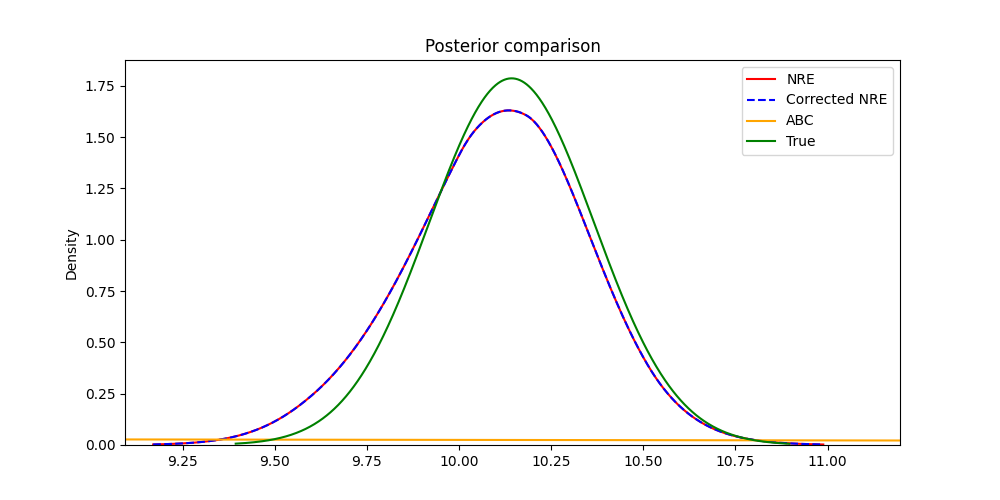 Posterior comparison
NRE
Corrected NRE
ABC
True
Density
1.75
1.50
1.25
1.00
0.75
0.50
0.25
0.00
9.25 9.50 9.75 10.00 10.25 10.50 10.75 11.00